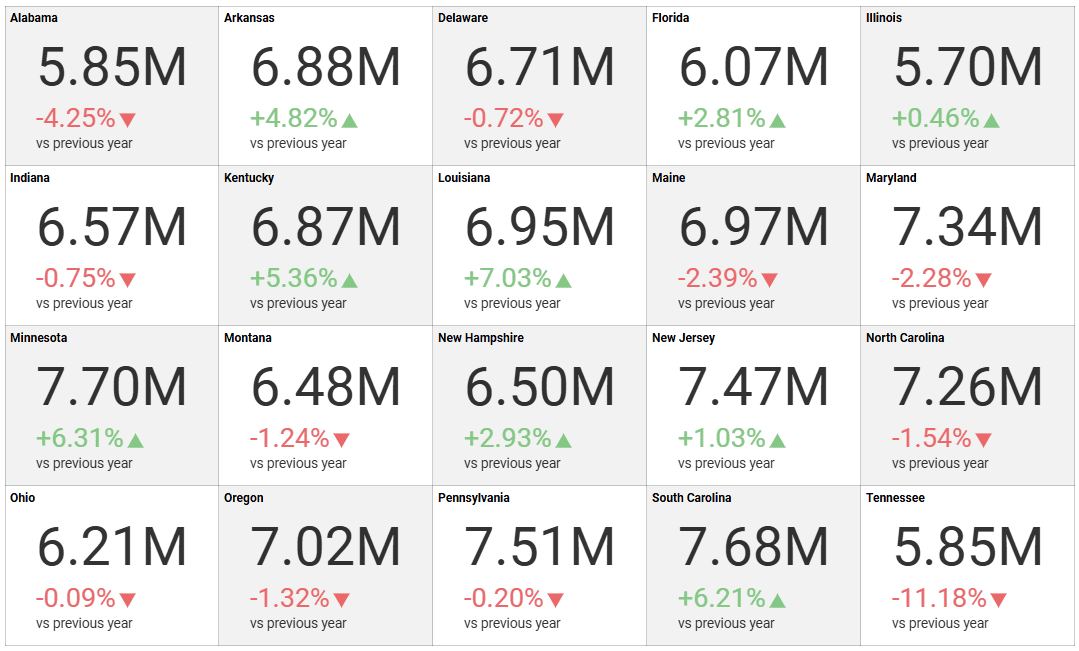 Alabama
5.85M
-4.25%▼
vs previous year
Arkansas
6.88M
+4.82%▲
vs previous year
Delaware
6.71M
-0.72%▼
vs previous year
Florida
6.07M
+2.81%▲
vs previous year
Illinois
5.70M
+0.46%▲
vs previous year
Indiana
6.57M
-0.75%▼
vs previous year
Kentucky
6.87M
+5.36%▲
vs previous year
Louisiana
6.95M
+7.03%▲
vs previous year
Maine
6.97M
-2.39%▼
vs previous year
Maryland
7.34M
-2.28%▼
vs previous year
Minnesota
7.70M
+6.31%▲
vs previous year
Montana
6.48M
-1.24%▼
vs previous year
New Hampshire
6.50M
+2.93%▲
vs previous year
New Jersey
7.47M
+1.03%▲
vs previous year
North Carolina
7.26M
-1.54%▼
vs previous year
Ohio
6.21M
-0.09%▼
vs previous year
Oregon
7.02M
-1.32%▼
vs previous year
Pennsylvania
7.51M
-0.20%▼
vs previous year
South Carolina
7.68M
+6.21%▲
vs previous year
Tennessee
5.85M
-11.18%▼
vs previous year